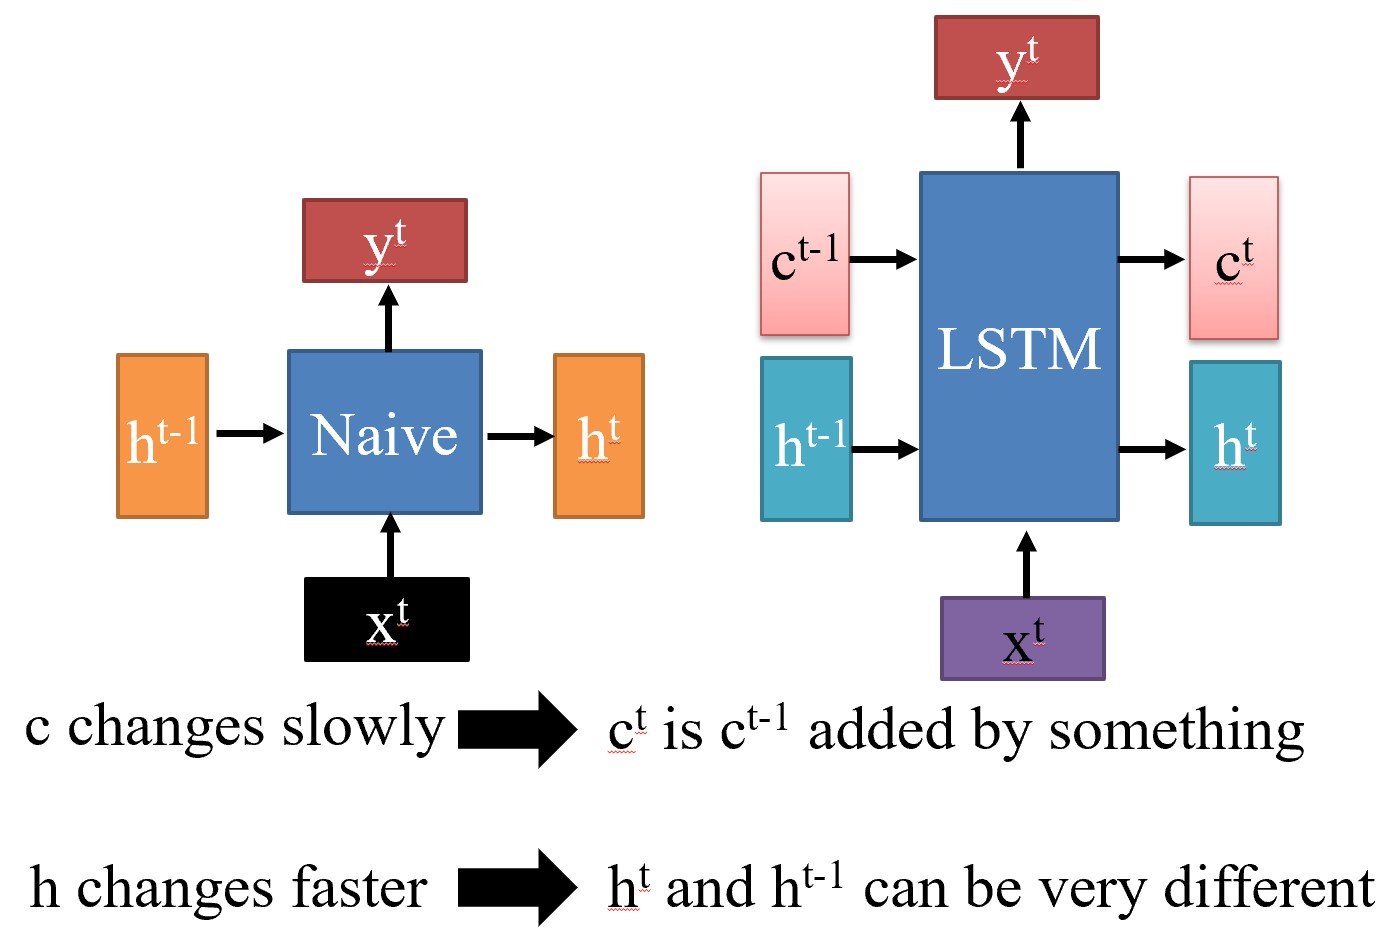 y^t
h^t-1
Naive
h^t
x^t
y^t
c^t-1
c^t
LSTM
h^t-1
h^t
x^t
c changes slowly c^t is c^t-1 added by something
h changes faster h^t and h^t-1 can be very different